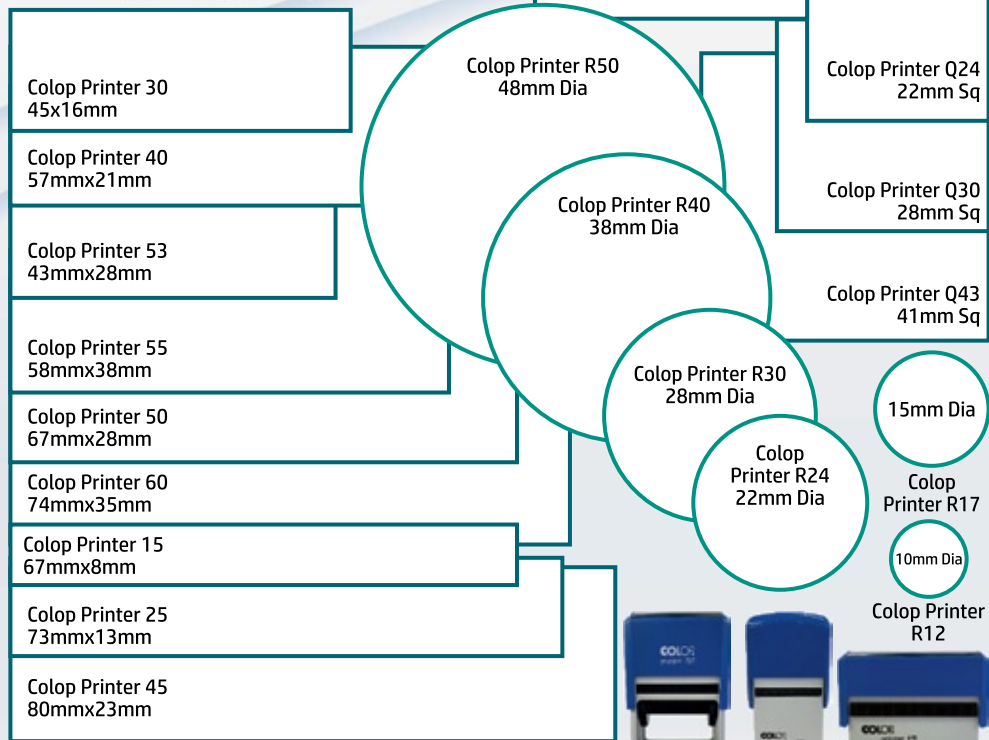 Colop Printer 30
45x16mm
Colop Printer 40
57mmx21mm
Colop Printer 53
43mmx28mm
Colop Printer 55
58mmx38mm
Colop Printer 50
67mmx28mm
Colop Printer 60
74mmx35mm
Colop Printer 15
67mmx8mm
Colop Printer 25
73mmx13mm
Colop Printer 45
80mmx23mm
Colop Printer R50
48mm Dia
Colop Printer R40
38mm Dia
Colop Printer R30
28mm Dia
Colop
Printer R24
22mm Dia
Colop Printer Q24
22mm Sq
Colop Printer Q30
28mm Sq
Colop Printer Q43
41mm Sq
15mm Dia
Colop
Printer R17
10mm Dia
Colop Printer
R12
COLOP
COLOP
COLOP